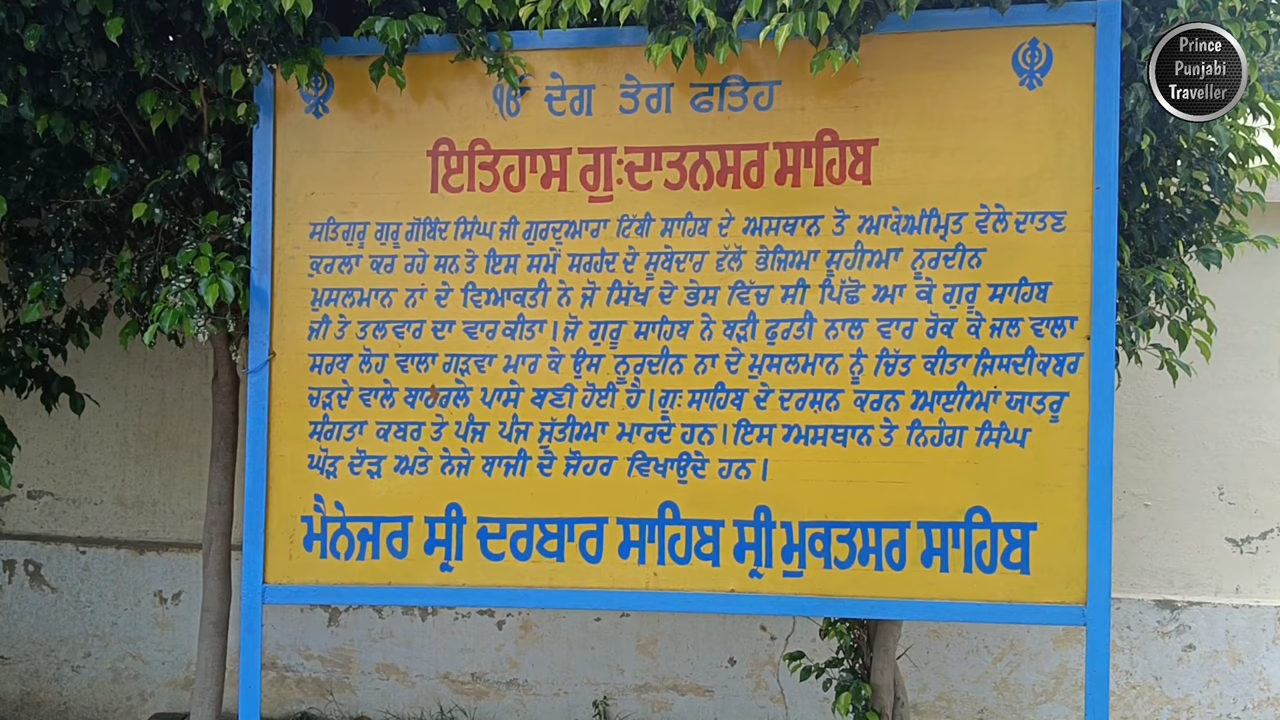 ੴ ਦੇਗ ਤੇਗ ਫਤਿਹ
ਇਤਿਹਾਸ ਗੁ:ਦਾਤਨਸਰ ਸਾਹਿਬ
ਸਤਿਗੁਰੂ ਗੁਰੂ ਗੋਬਿੰਦ ਸਿੰਘ ਜੀ ਗੁਰਦੁਆਰਾ ਟਿੱਬੀ ਸਾਹਿਬ ਦੇ ਅਸਥਾਨ ਤੋ ਆਕੇਅੰਮ੍ਰਿਤ ਵੇਲੇ ਦਾਤਣ
ਕੁਰਲਾ ਕਰ ਰਹੇ ਸਨ ਤੇ ਇਸ ਸਮੇਂ ਸਰਹੰਦ ਦੇ ਸੂਬੇਦਾਰ ਵੱਲੋਂ ਭੇਜਿਆ ਸੂਹੀਆ ਨੂਰਦੀਨ
ਮੁਸਲਮਾਨ ਨਾਂ ਦੇ ਵਿਆਕਤੀ ਨੇ ਜੋ ਸਿੱਖ ਦੇ ਭੇਸ ਵਿੱਚ ਸੀ ਪਿੱਛੋ ਆ ਕੇ ਗੁਰੂ ਸਾਹਿਬ
ਜੀ ਤੇ ਤਲਵਾਰ ਦਾ ਵਾਰ ਕੀਤਾ। ਜੋ ਗੁਰੂ ਸਾਹਿਬ ਨੇ ਬੜੀ ਫੁਰਤੀ ਨਾਲ ਵਾਰ ਰੋਕ ਕੇ ਜਲ ਵਾਲਾ
ਸਰਬ ਲੋਹ ਵਾਲਾ ਗੜਵਾ ਮਾਰ ਕੇ ਉਸ ਨੂਰਦੀਨ ਨਾ ਦੇ ਮੁਸਲਮਾਨ ਨੂੰ ਚਿੱਤ ਕੀਤਾ ਜਿਸਦੀ ਕਬਰ
ਚੜ੍ਹਦੇ ਵਾਲੇ ਬਾਹਰਲੇ ਪਾਸੇ ਬਣੀ ਹੋਈ ਹੈ। ਗੁ: ਸਾਹਿਬ ਦੇ ਦਰਸ਼ਨ ਕਰਨ ਆਈਆਂ ਯਾਤਰੂ
ਸੰਗਤਾ ਕਬਰ ਤੇ ਪੰਜ ਪੰਜ ਜੁੱਤੀਆ ਮਾਰਦੇ ਹਨ। ਇਸ ਅਸਥਾਨ ਤੇ ਨਿਹੰਗ ਸਿੰਘ
ਘੋੜ ਦੌੜ ਅਤੇ ਨੇਜੇ ਬਾਜੀ ਦੇ ਜੌਹਰ ਵਿਖਾਉਂਦੇ ਹਨ।
ਮੈਨੇਜਰ ਸ੍ਰੀ ਦਰਬਾਰ ਸਾਹਿਬ ਸ੍ਰੀ ਮੁਕਤਸਰ ਸਾਹਿਬ
Prince
Punjabi
Traveller